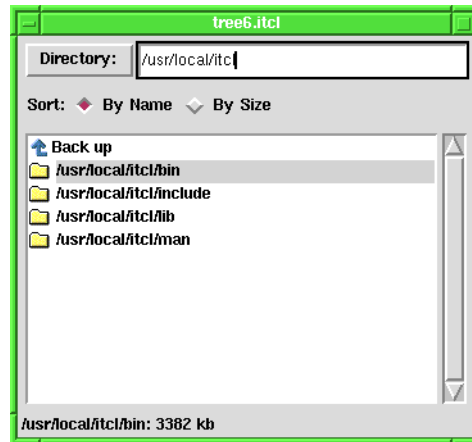 tree6.itcl
Directory: /usr/local/itcl
Sort: By Name By Size
Back up
/usr/local/itcl/bin
/usr/local/itcl/include
/usr/local/itcl/lib
/usr/local/itcl/man
/usr/local/itcl/bin: 3382 kb